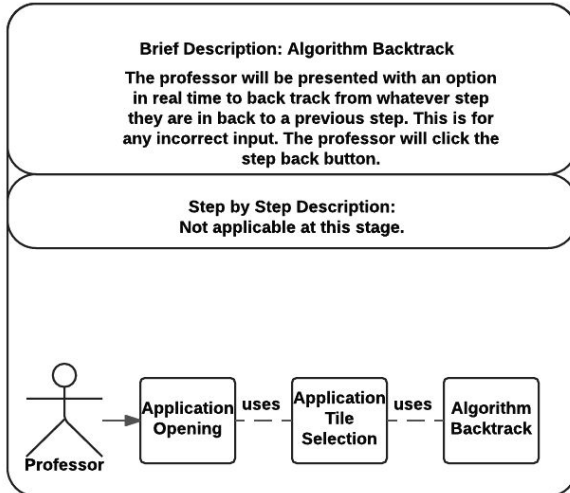 Brief Description: Algorithm Backtrack
The professor will be presented with an option
in real time to back track from whatever step
they are in back to a previous step. This is for
any incorrect input. The professor will click the
step back button.
Step by Step Description:
Not applicable at this stage.
Professor
Application
Opening
uses
Application
Tile
Selection
uses
Algorithm
Backtrack